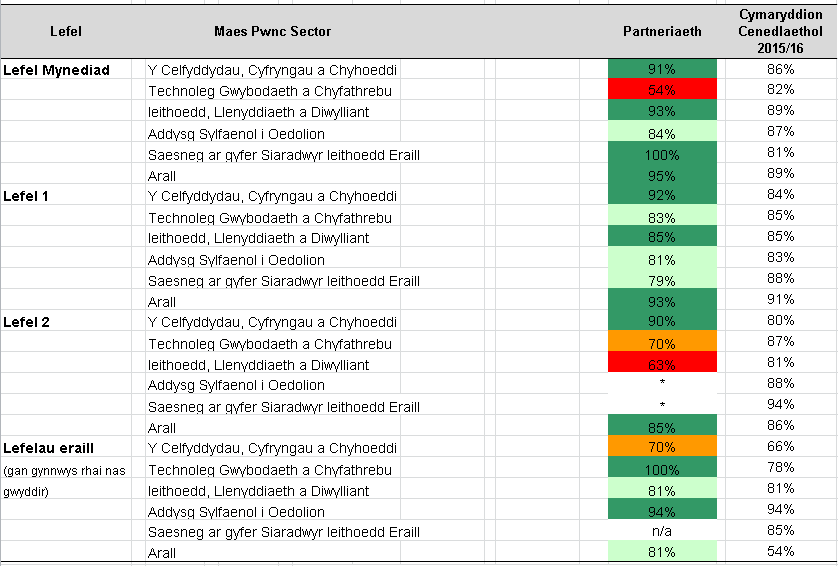 Lefel Maes Pwnc Sector Partneriaeth Cymaryddion Cenedlaethol 2015/16
Lefel Mynediad Y Celfyddydau, Cyfryngau a Chyhoeddi 91% 86%
Technoleg Gwybodaeth a Chyfathrebu 54% 82%
Ieithoedd, Llenyddiaeth a Diwylliant 93% 89%
Addysg Sylfaenol i Oedolion 84% 87%
Saesneg ar gyfer Siaradwyr Ieithoedd Eraill 100% 81%
Arall 95% 89%
Lefel 1 Y Celfyddydau, Cyfryngau a Chyhoeddi 92% 84%
Technoleg Gwybodaeth a Chyfathrebu 83% 85%
Ieithoedd, Llenyddiaeth a Diwylliant 85% 85%
Addysg Sylfaenol i Oedolion 81% 83%
Saesneg ar gyfer Siaradwyr Ieithoedd Eraill 79% 88%
Arall 93% 91%
Lefel 2 Y Celfyddydau, Cyfryngau a Chyhoeddi 90% 80%
Technoleg Gwybodaeth a Chyfathrebu 70% 87%
Ieithoedd, Llenyddiaeth a Diwylliant 63% 81%
Addysg Sylfaenol i Oedolion * 88%
Saesneg ar gyfer Siaradwyr Ieithoedd Eraill * 94%
Arall 85% 86%
Lefelau eraill Y Celfyddydau, Cyfryngau a Chyhoeddi 70% 66%
(gan gynnwys rhai nas Technoleg Gwybodaeth a Chyfathrebu 100% 78%
gwyddir) Ieithoedd, Llenyddiaeth a Diwylliant 81% 81%
Addysg Sylfaenol i Oedolion 94% 94%
Saesneg ar gyfer Siaradwyr Ieithoedd Eraill n/a 85%
Arall 81% 54%